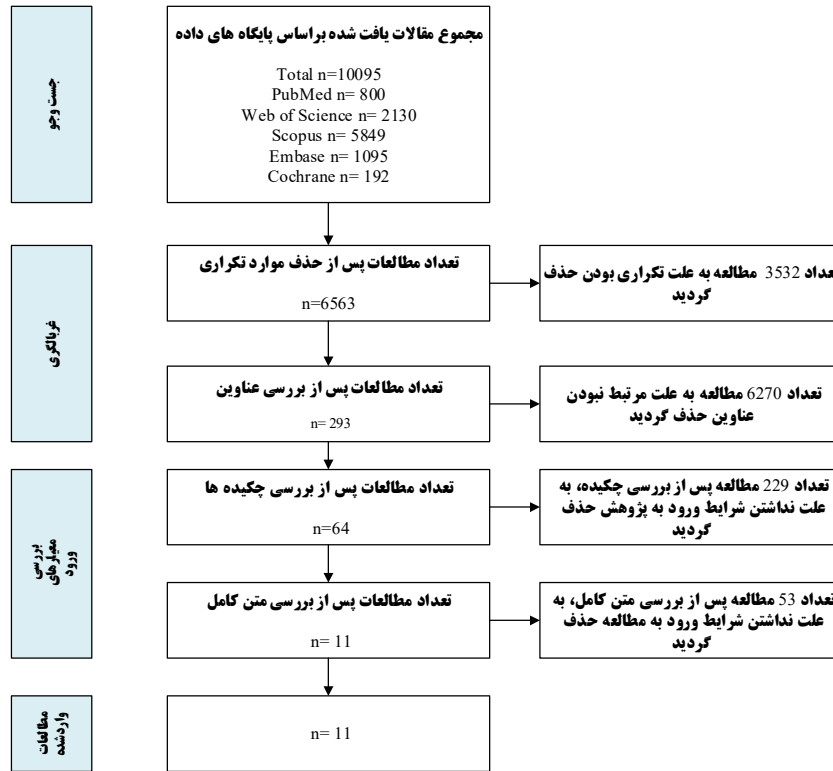 جست وجو
مجموع مقالات یافت شده براساس پایگاه های داده
Total n=10095
PubMed n= 800
Web of Science n= 2130
Scopus n= 5849
Embase n= 1095
Cochrane n= 192
غربالگری
تعداد مطالعات پس از حذف موارد تکراری
n=6563
عداد 3532 مطالعه به علت تکراری بودن حذف
گردید
تعداد مطالعات پس از بررسی عناوین
n= 293
تعداد 6270 مطالعه به علت مرتبط نبودن
عناوین حذف گردید
بررسی
معیارهای
ورود
تعداد مطالعات پس از بررسی چکیده ها
n=64
تعداد 229 مطالعه پس از بررسی چکیده، به
علت نداشتن شرایط ورود به پژوهش حذف
گردید
تعداد مطالعات پس از بررسی متن کامل
n= 11
عداد 53 مطالعه پس از بررسی متن کامل، به
علت نداشتن شرایط ورود به مطالعه حذف
گردید
مطالعات
واردشده
n= 11